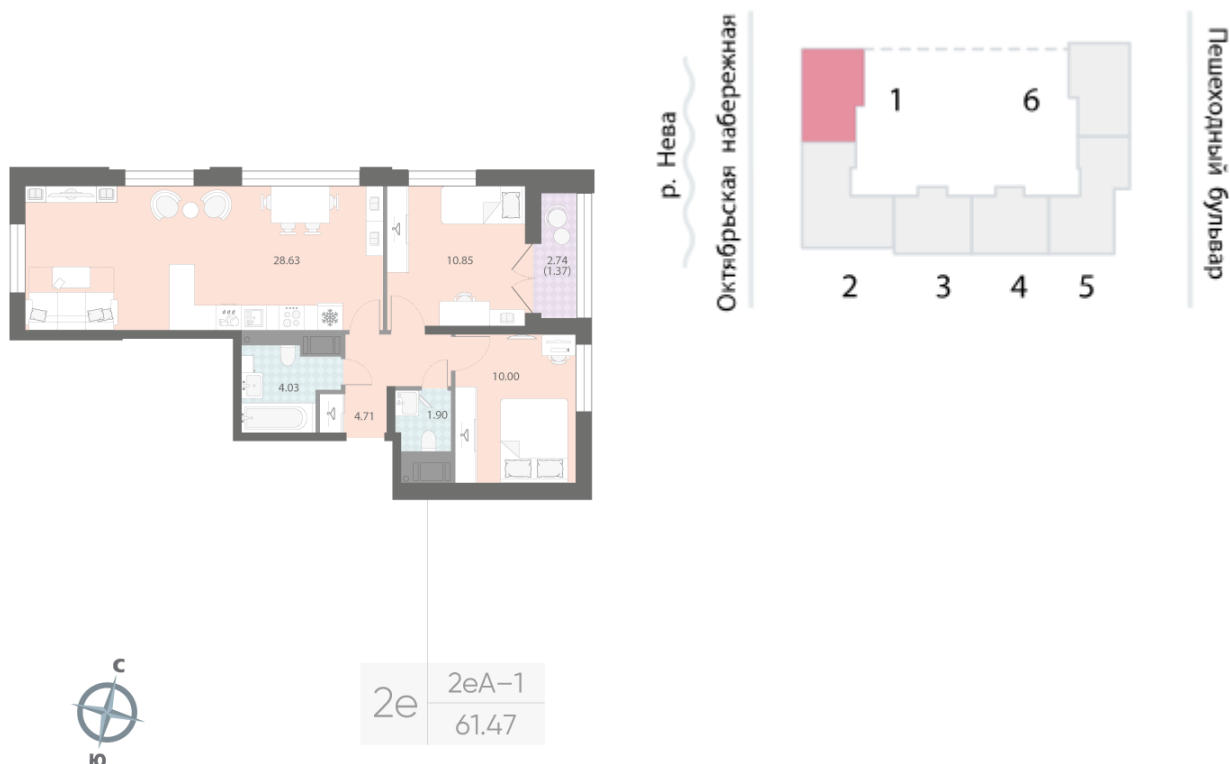 28.63
10.85
2.74
(1.37)
4.03
4.71
1.90
10.00
2е
2еА–1
61.47
С
Ю
р. Нева
Октябрьская набережная
1
6
2
3
4
5
Пешеходный бульвар